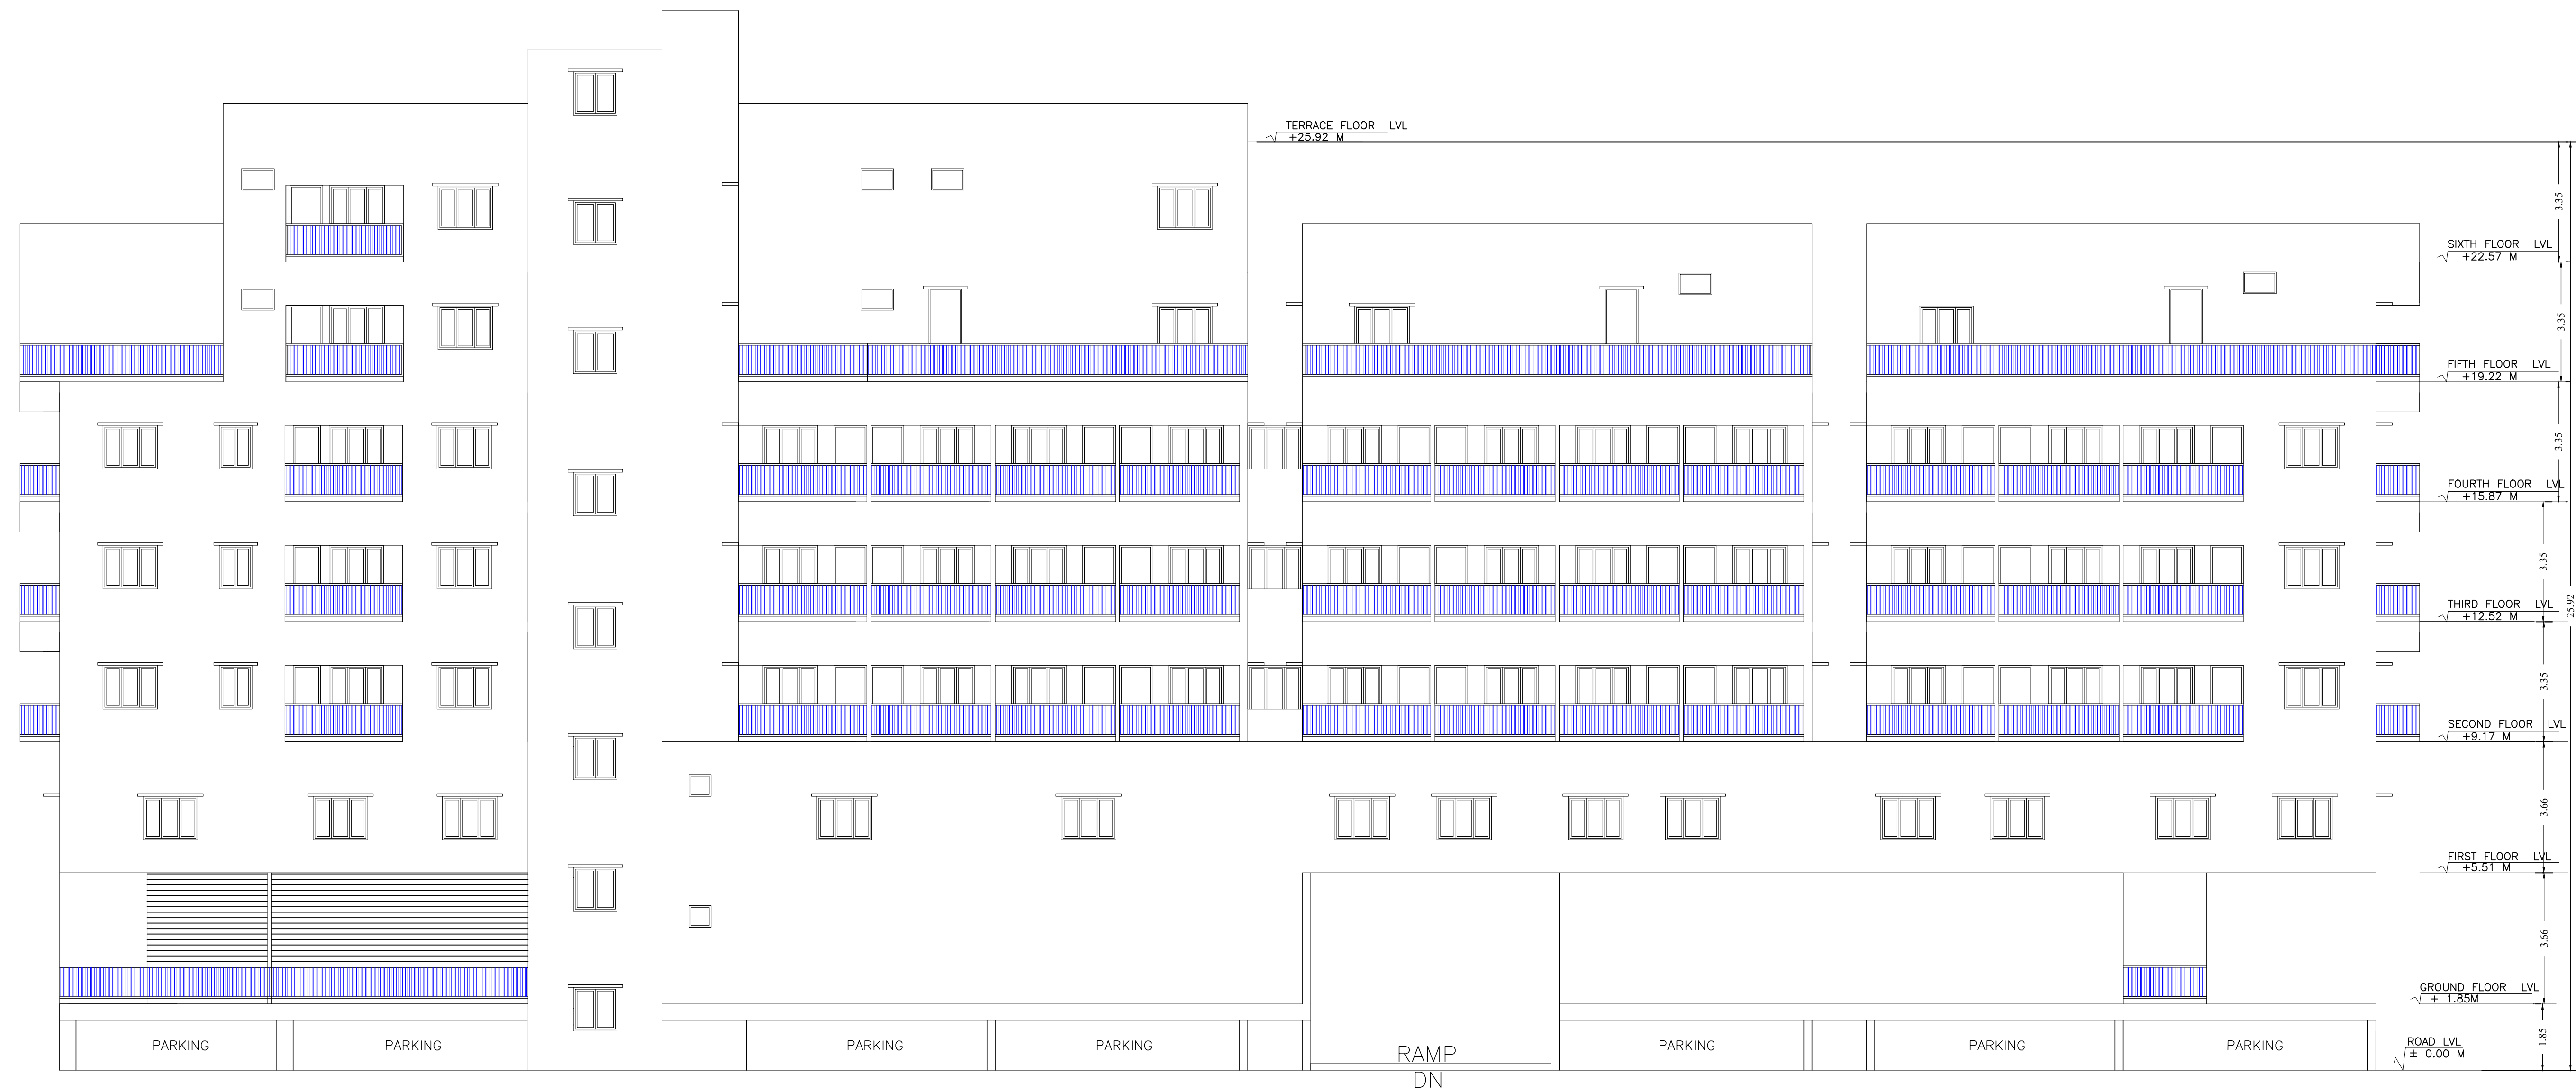 TERRACE FLOOR LVL
+25.92 M
3.35
SIXTH FLOOR LVL
+22.57 M
3.35
FIFTH FLOOR LVL
+19.22 M
3.35
FOURTH FLOOR LVL
+15.87 M
3.35
THIRD FLOOR LVL
+12.52 M
25.92
3.35
SECOND FLOOR LVL
+9.17 M
3.66
FIRST FLOOR LVL
+5.51 M
3.66
GROUND FLOOR LVL
+ 1.85M
1.85
ROAD LVL
± 0.00 M
PARKING
PARKING
PARKING
PARKING
RAMP
DN
PARKING
PARKING
PARKING